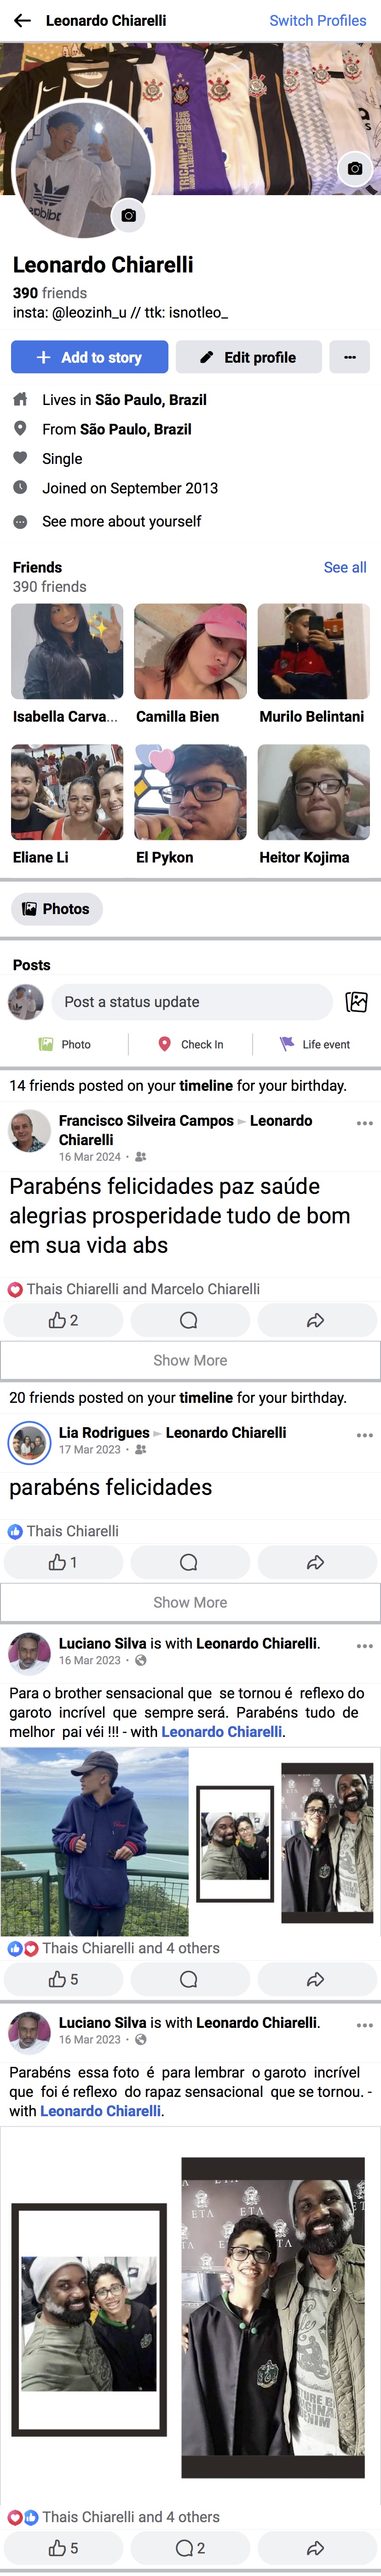 Leonardo Chiarelli
Switch Profiles
1995
2002
2009
TRICAMPEÃO
Leonardo Chiarelli
390 friends
insta: @leozinh_u // ttk: isnotleo_
Add to story
Edit profile
Lives in São Paulo, Brazil
From São Paulo, Brazil
Single
Joined on September 2013
See more about yourself
Friends
See all
390 friends
Isabella Carva...
Camilla Bien
Murilo Belintani
Eliane Li
El Pykon
Heitor Kojima
Photos
Posts
Post a status update
Photo
Check In
Life event
14 friends posted on your timeline for your birthday.
Francisco Silveira Campos ► Leonardo
Chiarelli
16 Mar 2024
Parabéns felicidades paz saúde
alegrias prosperidade tudo de bom
em sua vida abs
Thais Chiarelli and Marcelo Chiarelli
2
Show More
20 friends posted on your timeline for your birthday.
Lia Rodrigues ► Leonardo Chiarelli
17 Mar 2023
parabéns felicidades
Thais Chiarelli
1
Show More
Luciano Silva is with Leonardo Chiarelli.
16 Mar 2023
Para o brother sensacional que se tornou é reflexo do
garoto incrível que sempre será. Parabéns tudo de
melhor pai véi !!! - with Leonardo Chiarelli.
Thais Chiarelli and 4 others
5
Luciano Silva is with Leonardo Chiarelli.
16 Mar 2023
Parabéns essa foto é para lembrar o garoto incrível
que foi é reflexo do rapaz sensacional que se tornou. -
with Leonardo Chiarelli.
ETA
ETA
ETA
Thais Chiarelli and 4 others
5
2